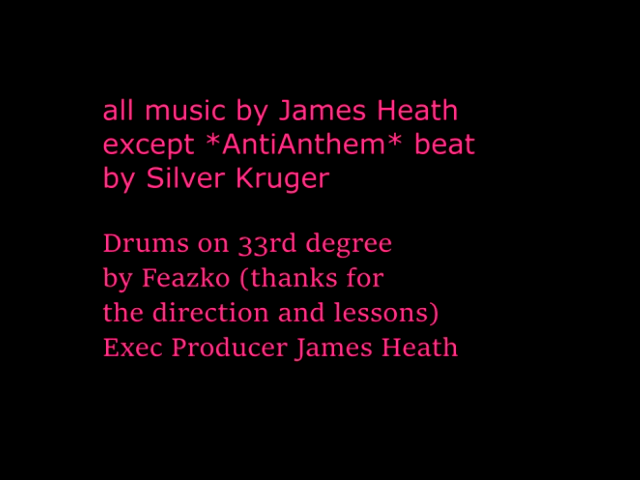 all music by James Heath
except *AntiAnthem* beat
by Silver Kruger
Drums on 33rd degree
by Feazko (thanks for
the direction and lessons)
Exec Producer James Heath